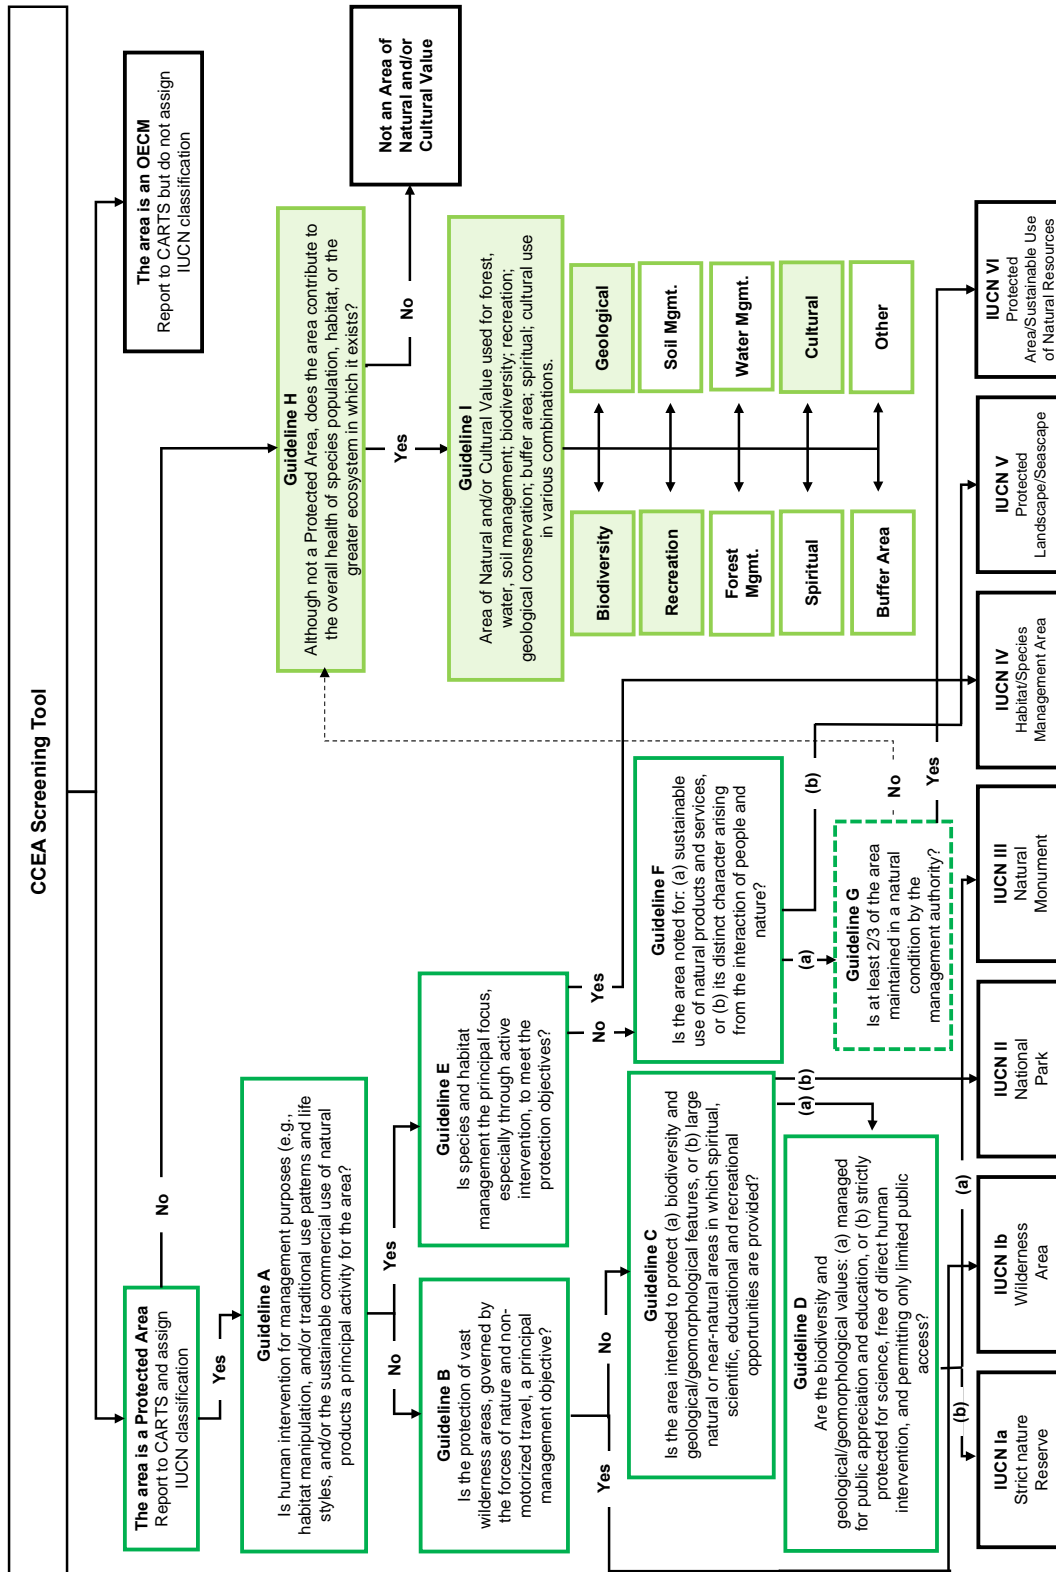 CCEA Screening Tool
The area is a Protected Area
Report to CARTS and assign
IUCN classification
The area is an OECM
Report to CARTS but do not assign
IUCN classification
Yes
No
Guideline A
Is human intervention for management purposes (e.g.,
habitat manipulation, and/or traditional use patterns and life
styles, and/or the sustainable commercial use of natural
products a principal activity for the area?
Guideline H
Although not a Protected Area, does the area contribute to
the overall health of species population, habitat, or the
greater ecosystem in which it exists?
No
Yes
Yes
No
Not an Area of
Natural and/or
Cultural Value
Guideline B
Is the protection of vast
wilderness areas, governed by
the forces of nature and non-
motorized travel, a principal
management objective?
Guideline E
Is species and habitat
management the principal focus,
especially through active
intervention, to meet the
protection objectives?
Guideline I
Area of Natural and/or Cultural Value used for forest,
water, soil management; biodiversity; recreation;
geological conservation; buffer area; spiritual; cultural use
in various combinations.
Yes
No
No
Yes
Biodiversity
Geological
Recreation
Soil Mgmt.
Forest
Mgmt.
Water Mgmt.
Spiritual
Cultural
Buffer Area
Other
Guideline C
Is the area intended to protect (a) biodiversity and
geological/geomorphological features, or (b) large
natural or near-natural areas in which spiritual,
scientific, educational and recreational
opportunities are provided?
Guideline F
Is the area noted for: (a) sustainable
use of natural products and services,
or (b) its distinct character arising
from the interaction of people and
nature?
(a)
(b)
(a)
(b)
Guideline D
Are the biodiversity and
geological/geomorphological values: (a) managed
for public appreciation and education, or (b) strictly
protected for science, free of direct human
intervention, and permitting only limited public
access?
Guideline G
Is at least 2/3 of the area
maintained in a natural
condition by the
management authority?
No
Yes
(b)
(a)
IUCN Ia
Strict nature
Reserve
IUCN Ib
Wilderness
Area
IUCN II
National
Park
IUCN III
Natural
Monument
IUCN IV
Habitat/Species
Management Area
IUCN V
Protected
Landscape/Seascape
IUCN VI
Protected
Area/Sustainable Use
of Natural Resources